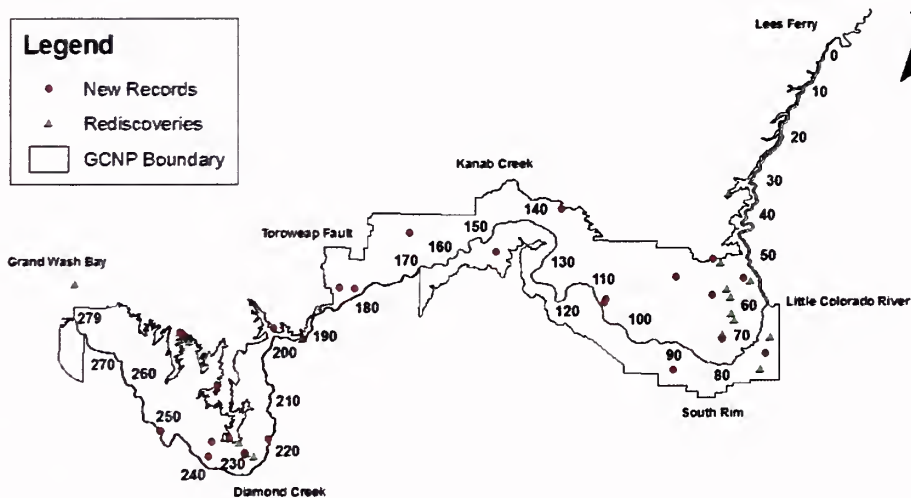 Legend
New Records
Rediscoveries
GCNP Boundary
Lees Ferry
0
10
20
30
40
50
60
Little Colorado River
70
80
South Rim
90
100
110
120
130
140
Kanab Creek
150
160
170
Toroweap Fault
180
190
200
210
220
230
Diamond Creek
240
250
260
270
279
Grand Wash Bay